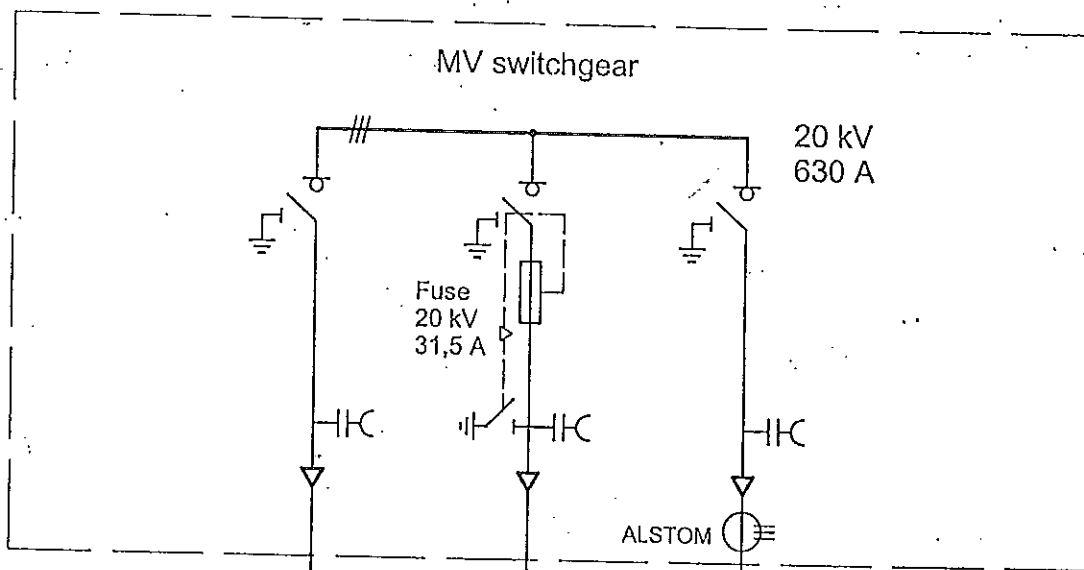 MV switchgear
20 kV
630 A
Fuse
20 kV
31,5 A
ALSTOM